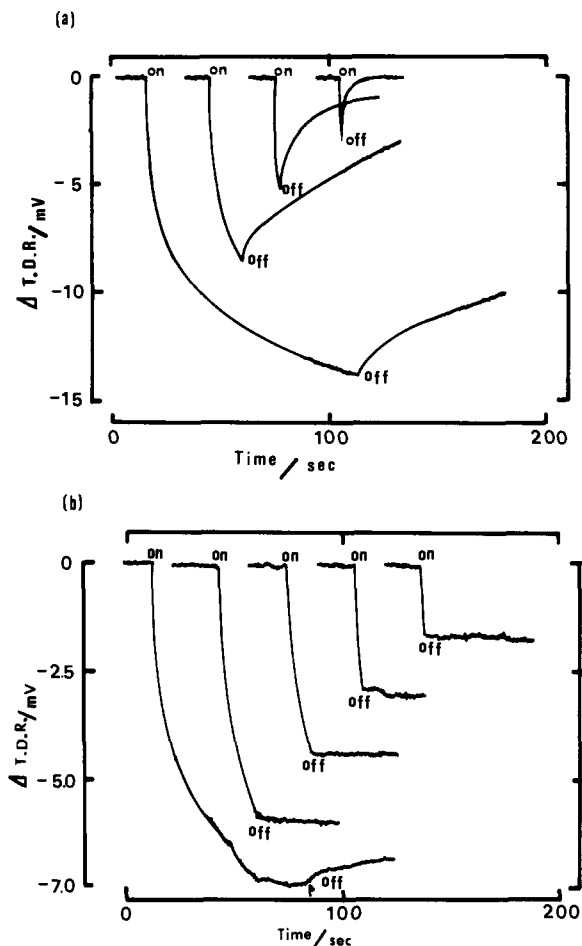 (a)
on on on on
0
off
off
-5
off
-10
off
-15
Δ T.D.R./mV
0 100 200
Time / sec
(b)
on on on on on
0
off
-2.5
off
off
-5.0
off
off
-7.0
Δ T.D.R./mV
0 100 200
Time / sec